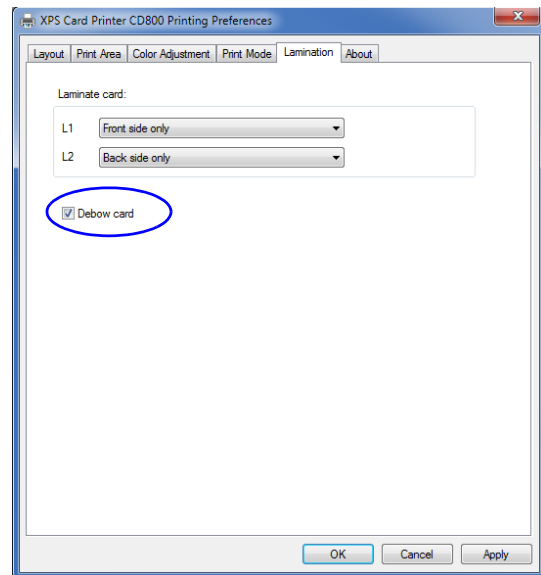 XPS Card Printer CD800 Printing Preferences
Layout Print Area Color Adjustment Print Mode Lamination About
Laminate card:
L1 Front side only
L2 Back side only
Debow card
OK Cancel Apply